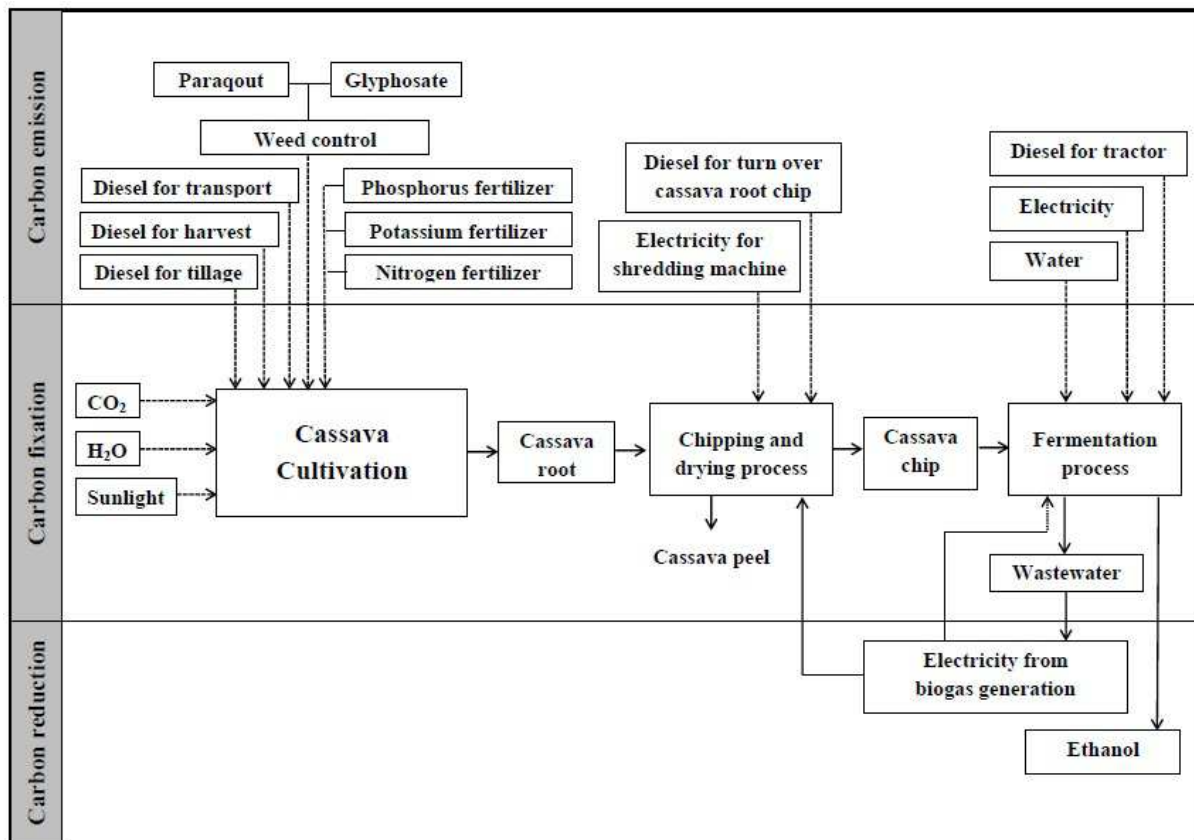 Carbon emission
Paraqout
Glyphosate
Weed control
Diesel for transport
Diesel for harvest
Diesel for tillage
Phosphorus fertilizer
Potassium fertilizer
Nitrogen fertilizer
Diesel for turn over
cassava root chip
Electricity for
shredding machine
Diesel for tractor
Electricity
Water
Carbon fixation
CO₂
H₂O
Sunlight
Cassava
Cultivation
Cassava
root
Chipping and
drying process
Cassava
chip
Fermentation
process
Cassava peel
Wastewater
Carbon reduction
Electricity from
biogas generation
Ethanol